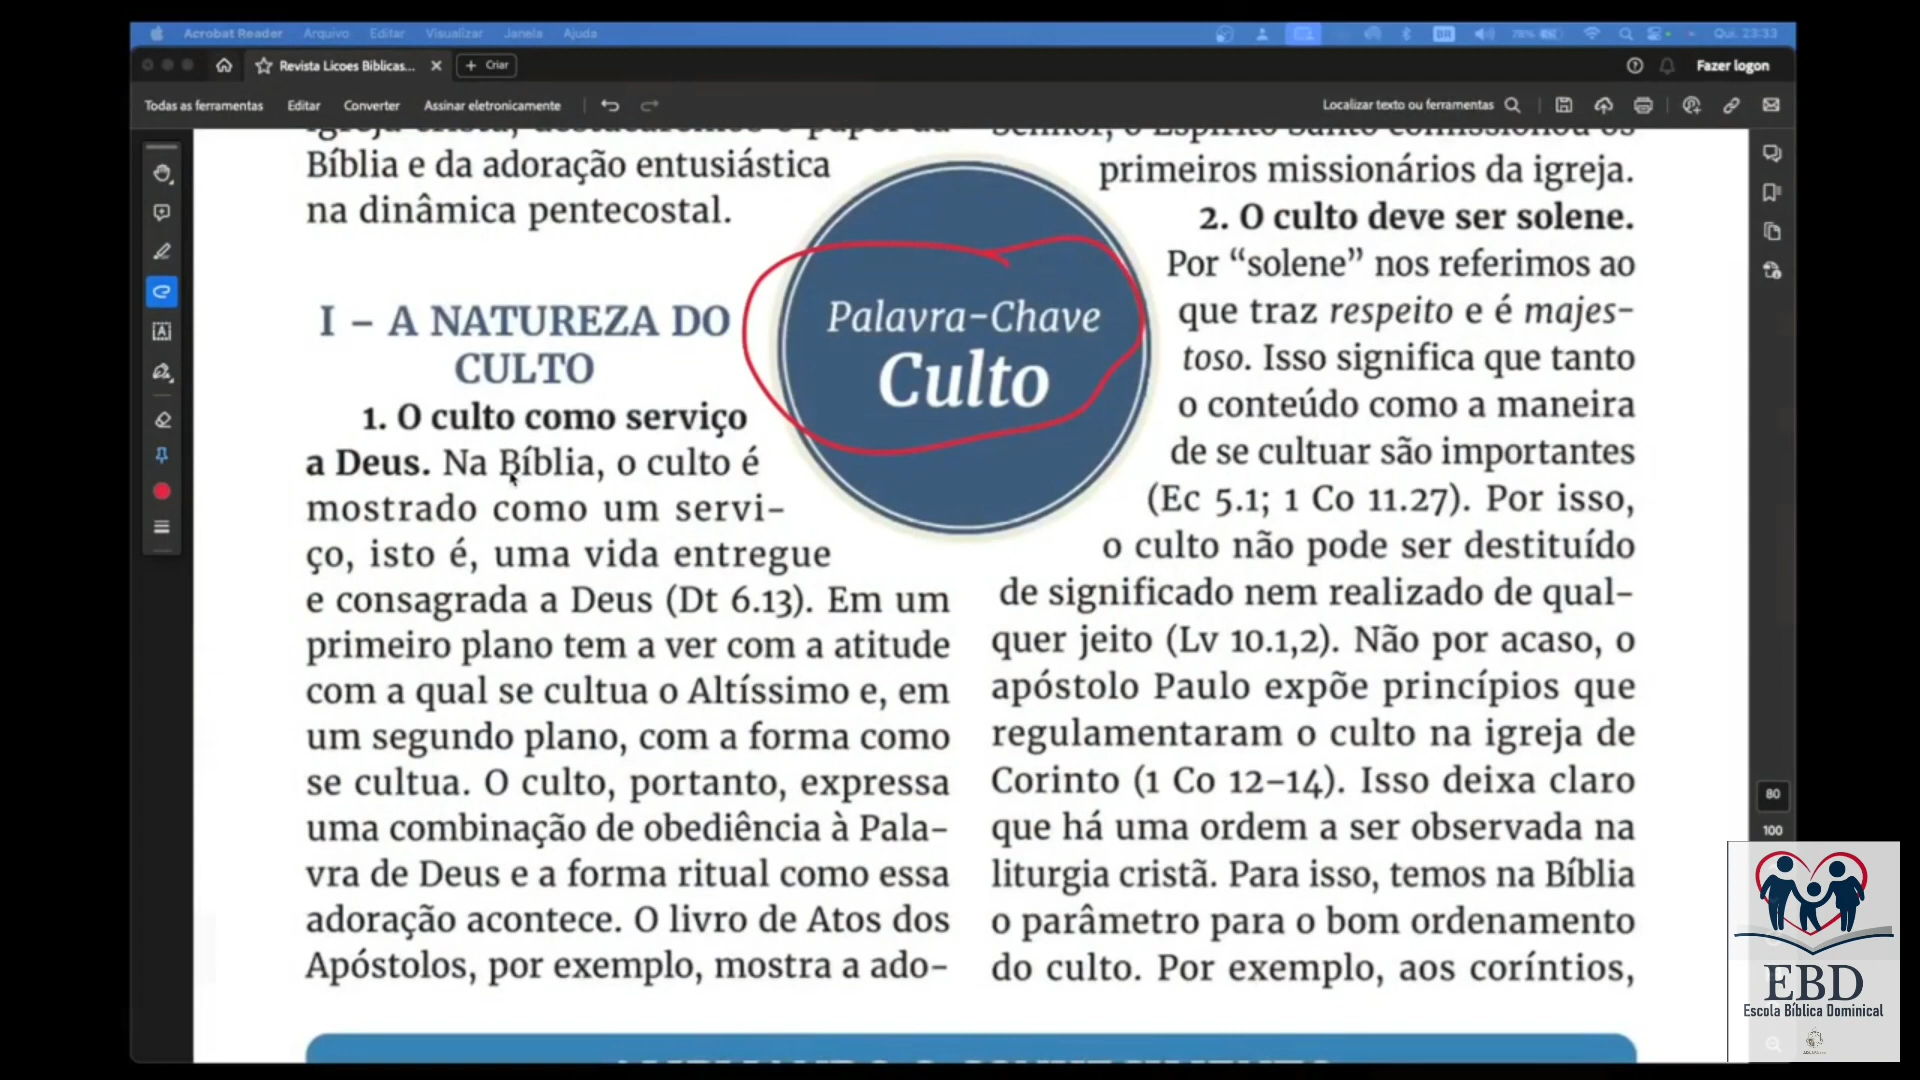 Acrobat Reader Arquivo Editar Visualizar Janela Ajuda
78% Qui. 23:33
Revista Licoes Biblicas...
Criar
Fazer logon
Todas as ferramentas Editar Converter Assinar eletronicamente
Localizar texto ou ferramentas
Bíblia e da adoração entusiástica
na dinâmica pentecostal.
I – A NATUREZA DO
CULTO
1. O culto como serviço
a Deus. Na Bíblia, o culto é
mostrado como um servi-
ço, isto é, uma vida entregue
e consagrada a Deus (Dt 6.13). Em um
primeiro plano tem a ver com a atitude
com a qual se cultua o Altíssimo e, em
um segundo plano, com a forma como
se cultua. O culto, portanto, expressa
uma combinação de obediência à Pala-
vra de Deus e a forma ritual como essa
adoração acontece. O livro de Atos dos
Apóstolos, por exemplo, mostra a ado-
Palavra-Chave
Culto
Senhor, o Espírito Santo comissionou os
primeiros missionários da igreja.
2. O culto deve ser solene.
Por “solene” nos referimos ao
que traz respeito e é majes-
toso. Isso significa que tanto
o conteúdo como a maneira
de se cultuar são importantes
(Ec 5.1; 1 Co 11.27). Por isso,
o culto não pode ser destituído
de significado nem realizado de qual-
quer jeito (Lv 10.1,2). Não por acaso, o
apóstolo Paulo expõe princípios que
regulamentaram o culto na igreja de
Corinto (1 Co 12–14). Isso deixa claro
que há uma ordem a ser observada na
liturgia cristã. Para isso, temos na Bíblia
o parâmetro para o bom ordenamento
do culto. Por exemplo, aos coríntios,
80
100
EBD
Escola Bíblica Dominical